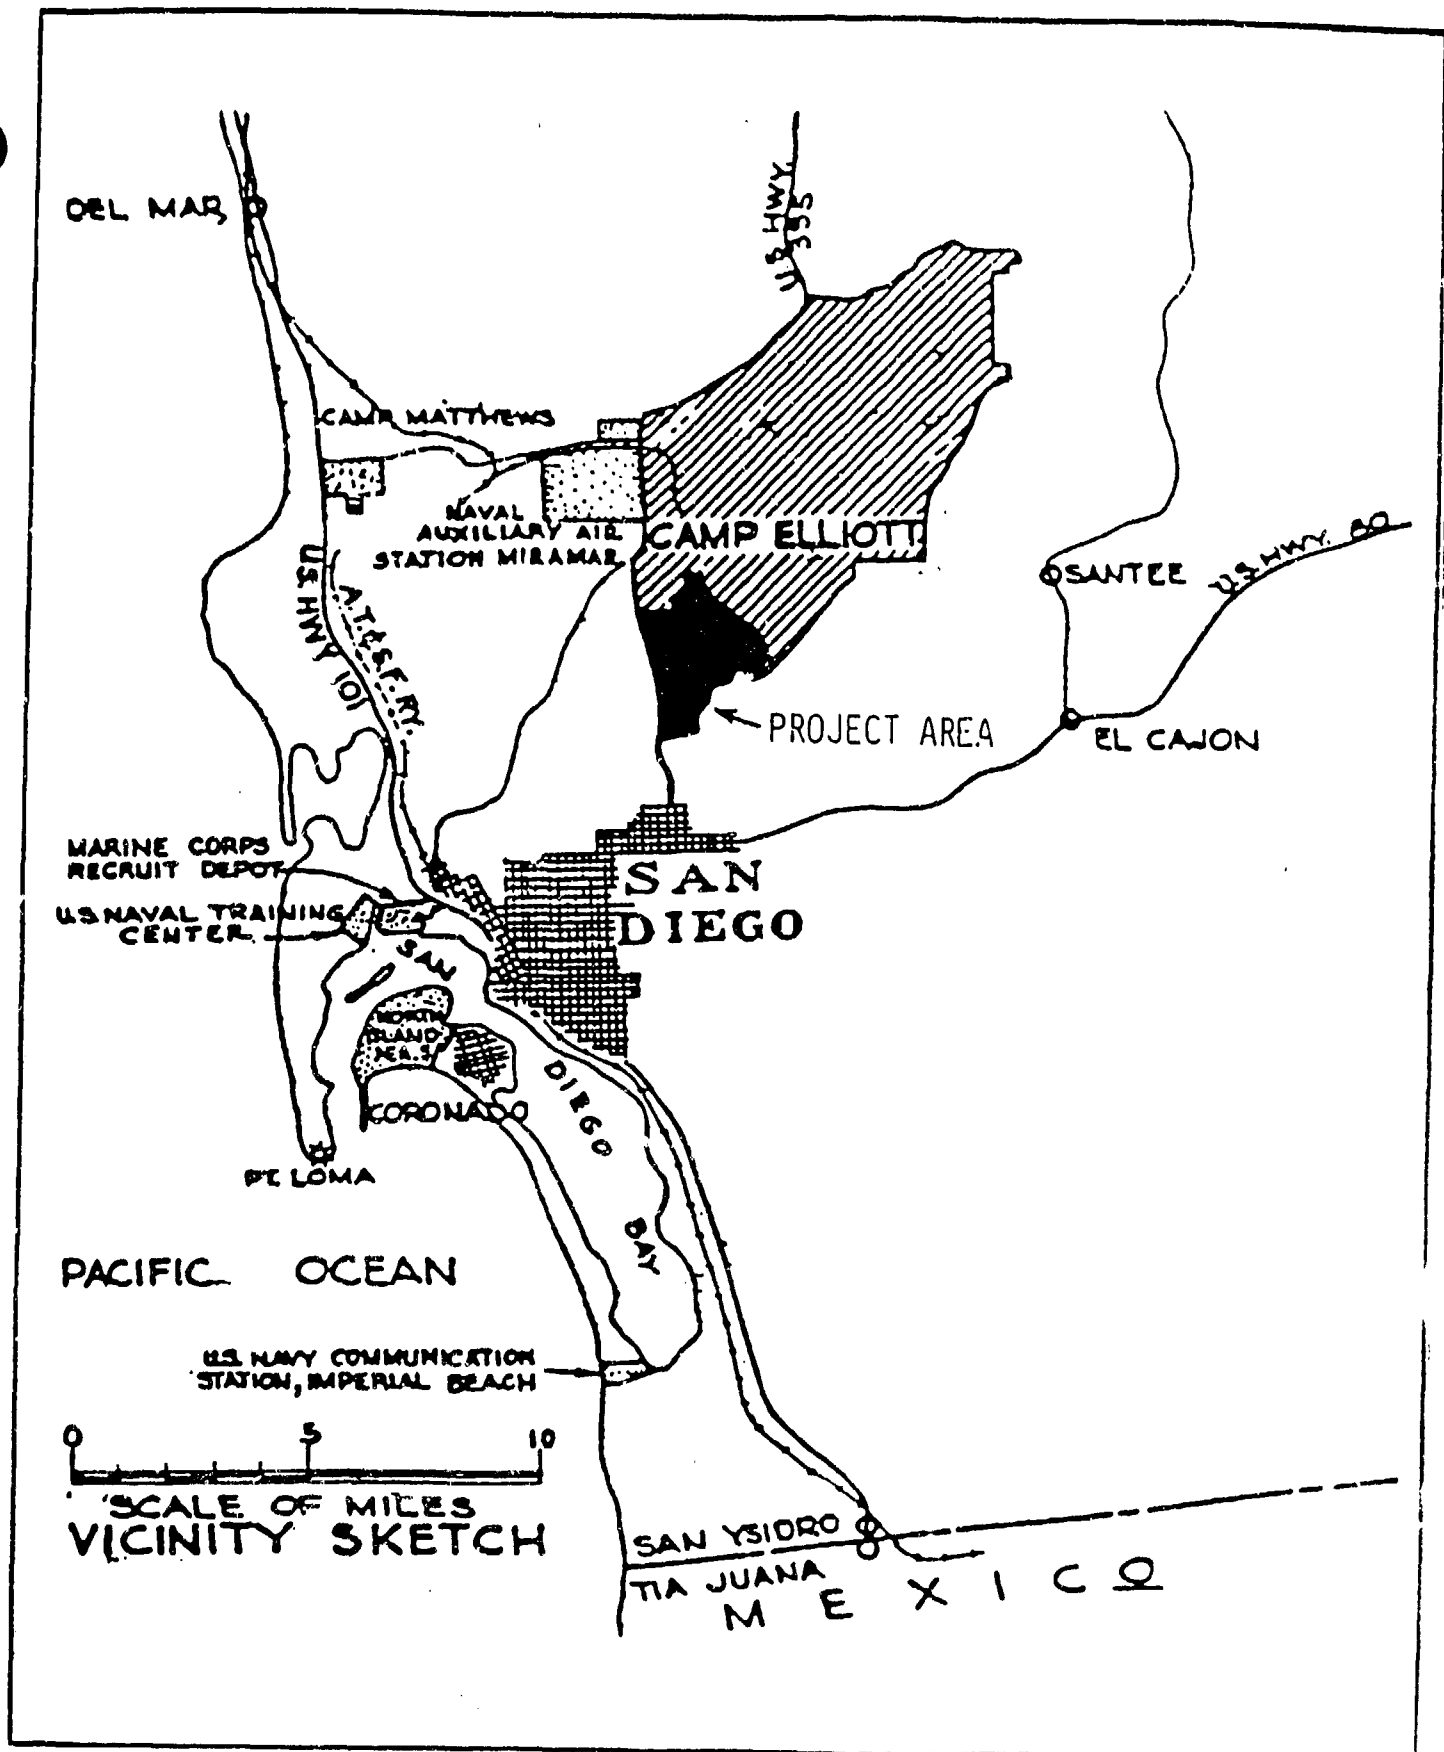 DEL MAR
U.S. HWY.
395
CAMP MATTHEWS
NAVAL
AUXILIARY AIR
STATION MIRAMAR
CAMP ELLIOTT
U.S. HWY. 80
SANTEE
U.S. HWY 101
A.T.& S.F. RY.
PROJECT AREA
EL CAJON
MARINE CORPS
RECRUIT DEPOT
U.S. NAVAL TRAINING
CENTER
SAN
DIEGO
SAN
DIEGO
BAY
NORTH
ISLAND
N.A.S.
CORONADO
PT. LOMA
PACIFIC OCEAN
U.S. NAVY COMMUNICATION
STATION, IMPERIAL BEACH
0 5 10
SCALE OF MILES
VICINITY SKETCH
SAN YSIDRO
TIA JUANA
MEXICO